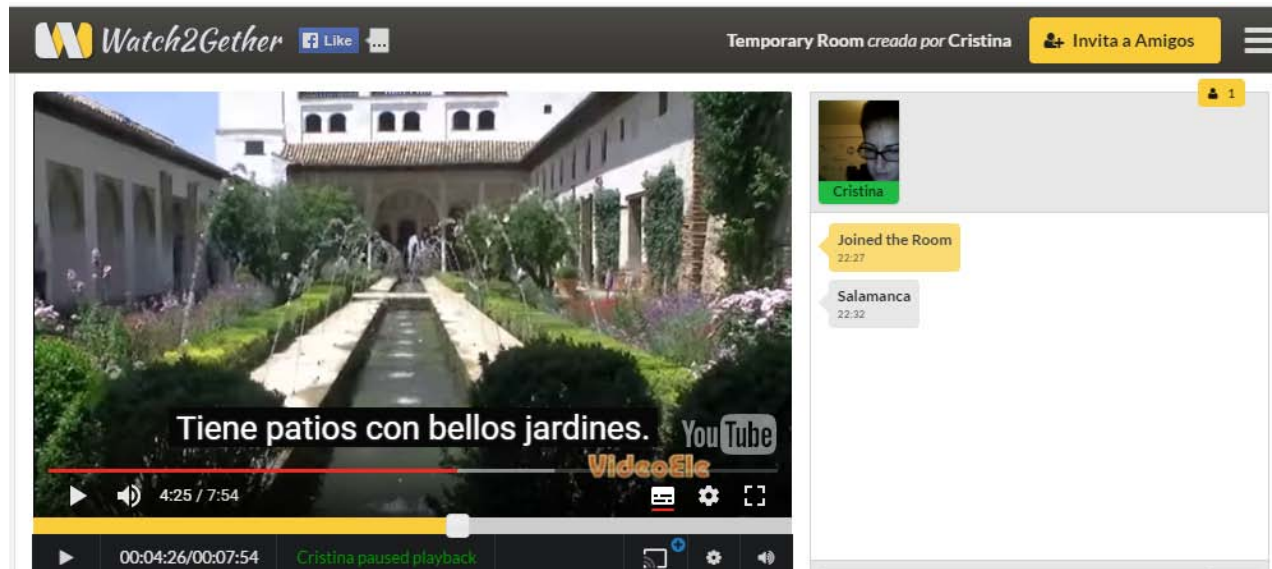 Watch2Gether
Like
Temporary Room creada por Cristina
Invita a Amigos
1
Cristina
Joined the Room
22:27
Salamanca
22:32
Tiene patios con bellos jardines.
YouTube
VideoEle
4:25 / 7:54
00:04:26/00:07:54
Cristina paused playback